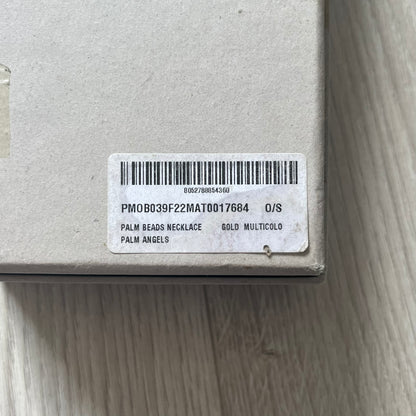 8052788854360
PMOB039F22MAT0017684 O/S
PALM BEADS NECKLACE GOLD MULTICOLO
PALM ANGELS